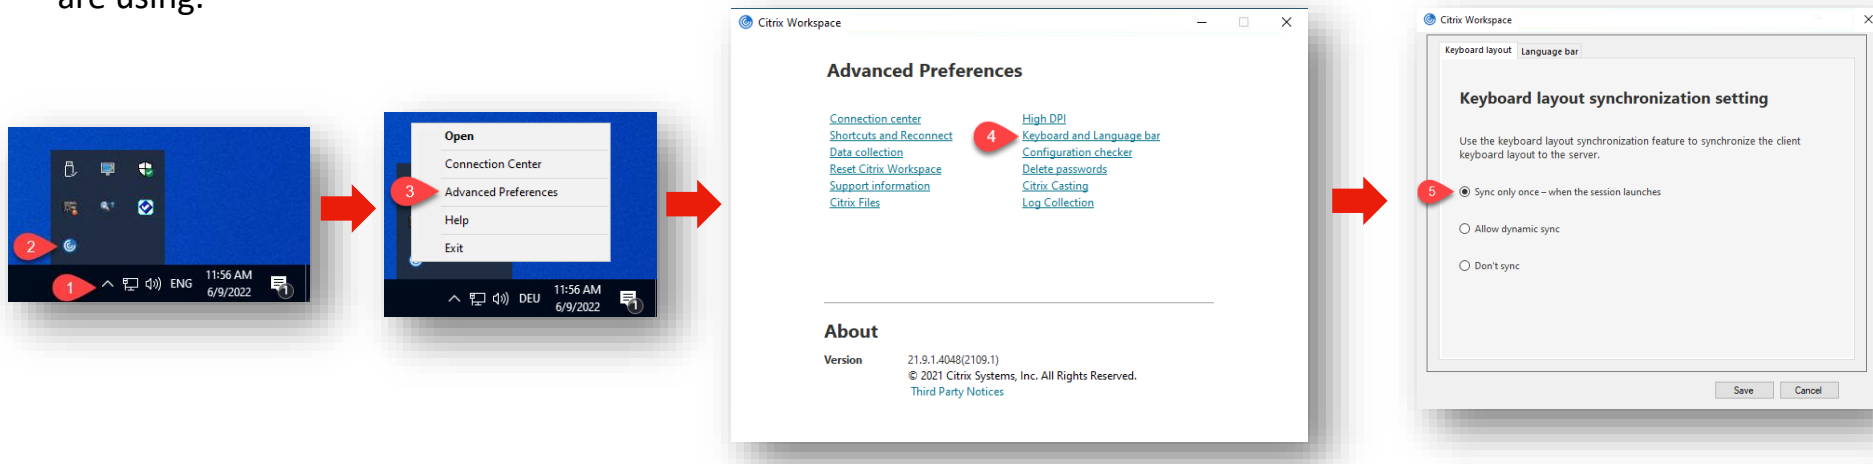 are using.
2
1
ENG
11:56 AM
6/9/2022
1
Open
Connection Center
3
Advanced Preferences
Help
Exit
DEU
11:56 AM
6/9/2022
1
Citrix Workspace
Advanced Preferences
Connection center
Shortcuts and Reconnect
Data collection
Reset Citrix Workspace
Support information
Citrix Files
High DPI
4
Keyboard and Language bar
Configuration checker
Delete passwords
Citrix Casting
Log Collection
About
Version 21.9.1.4048(2109.1)
© 2021 Citrix Systems, Inc. All Rights Reserved.
Third Party Notices
Citrix Workspace
Keyboard layout Language bar
Keyboard layout synchronization setting
Use the keyboard layout synchronization feature to synchronize the client
keyboard layout to the server.
5
Sync only once – when the session launches
Allow dynamic sync
Don't sync
Save Cancel